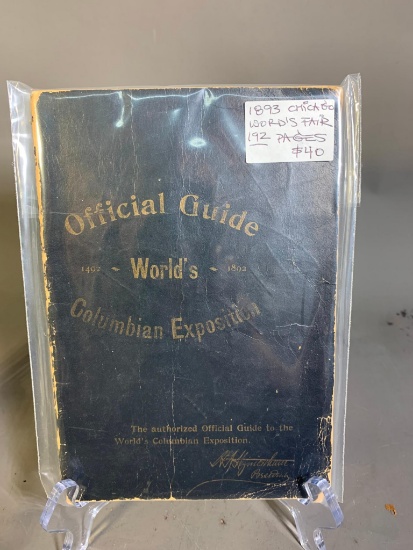 1893 CHICAGO
WORD'S FAIR
192 PAGES
$40
Official Guide
1492 ~ World's ~ 1892
Columbian Exposition
The authorized Official Guide to the
World's Columbian Exposition.